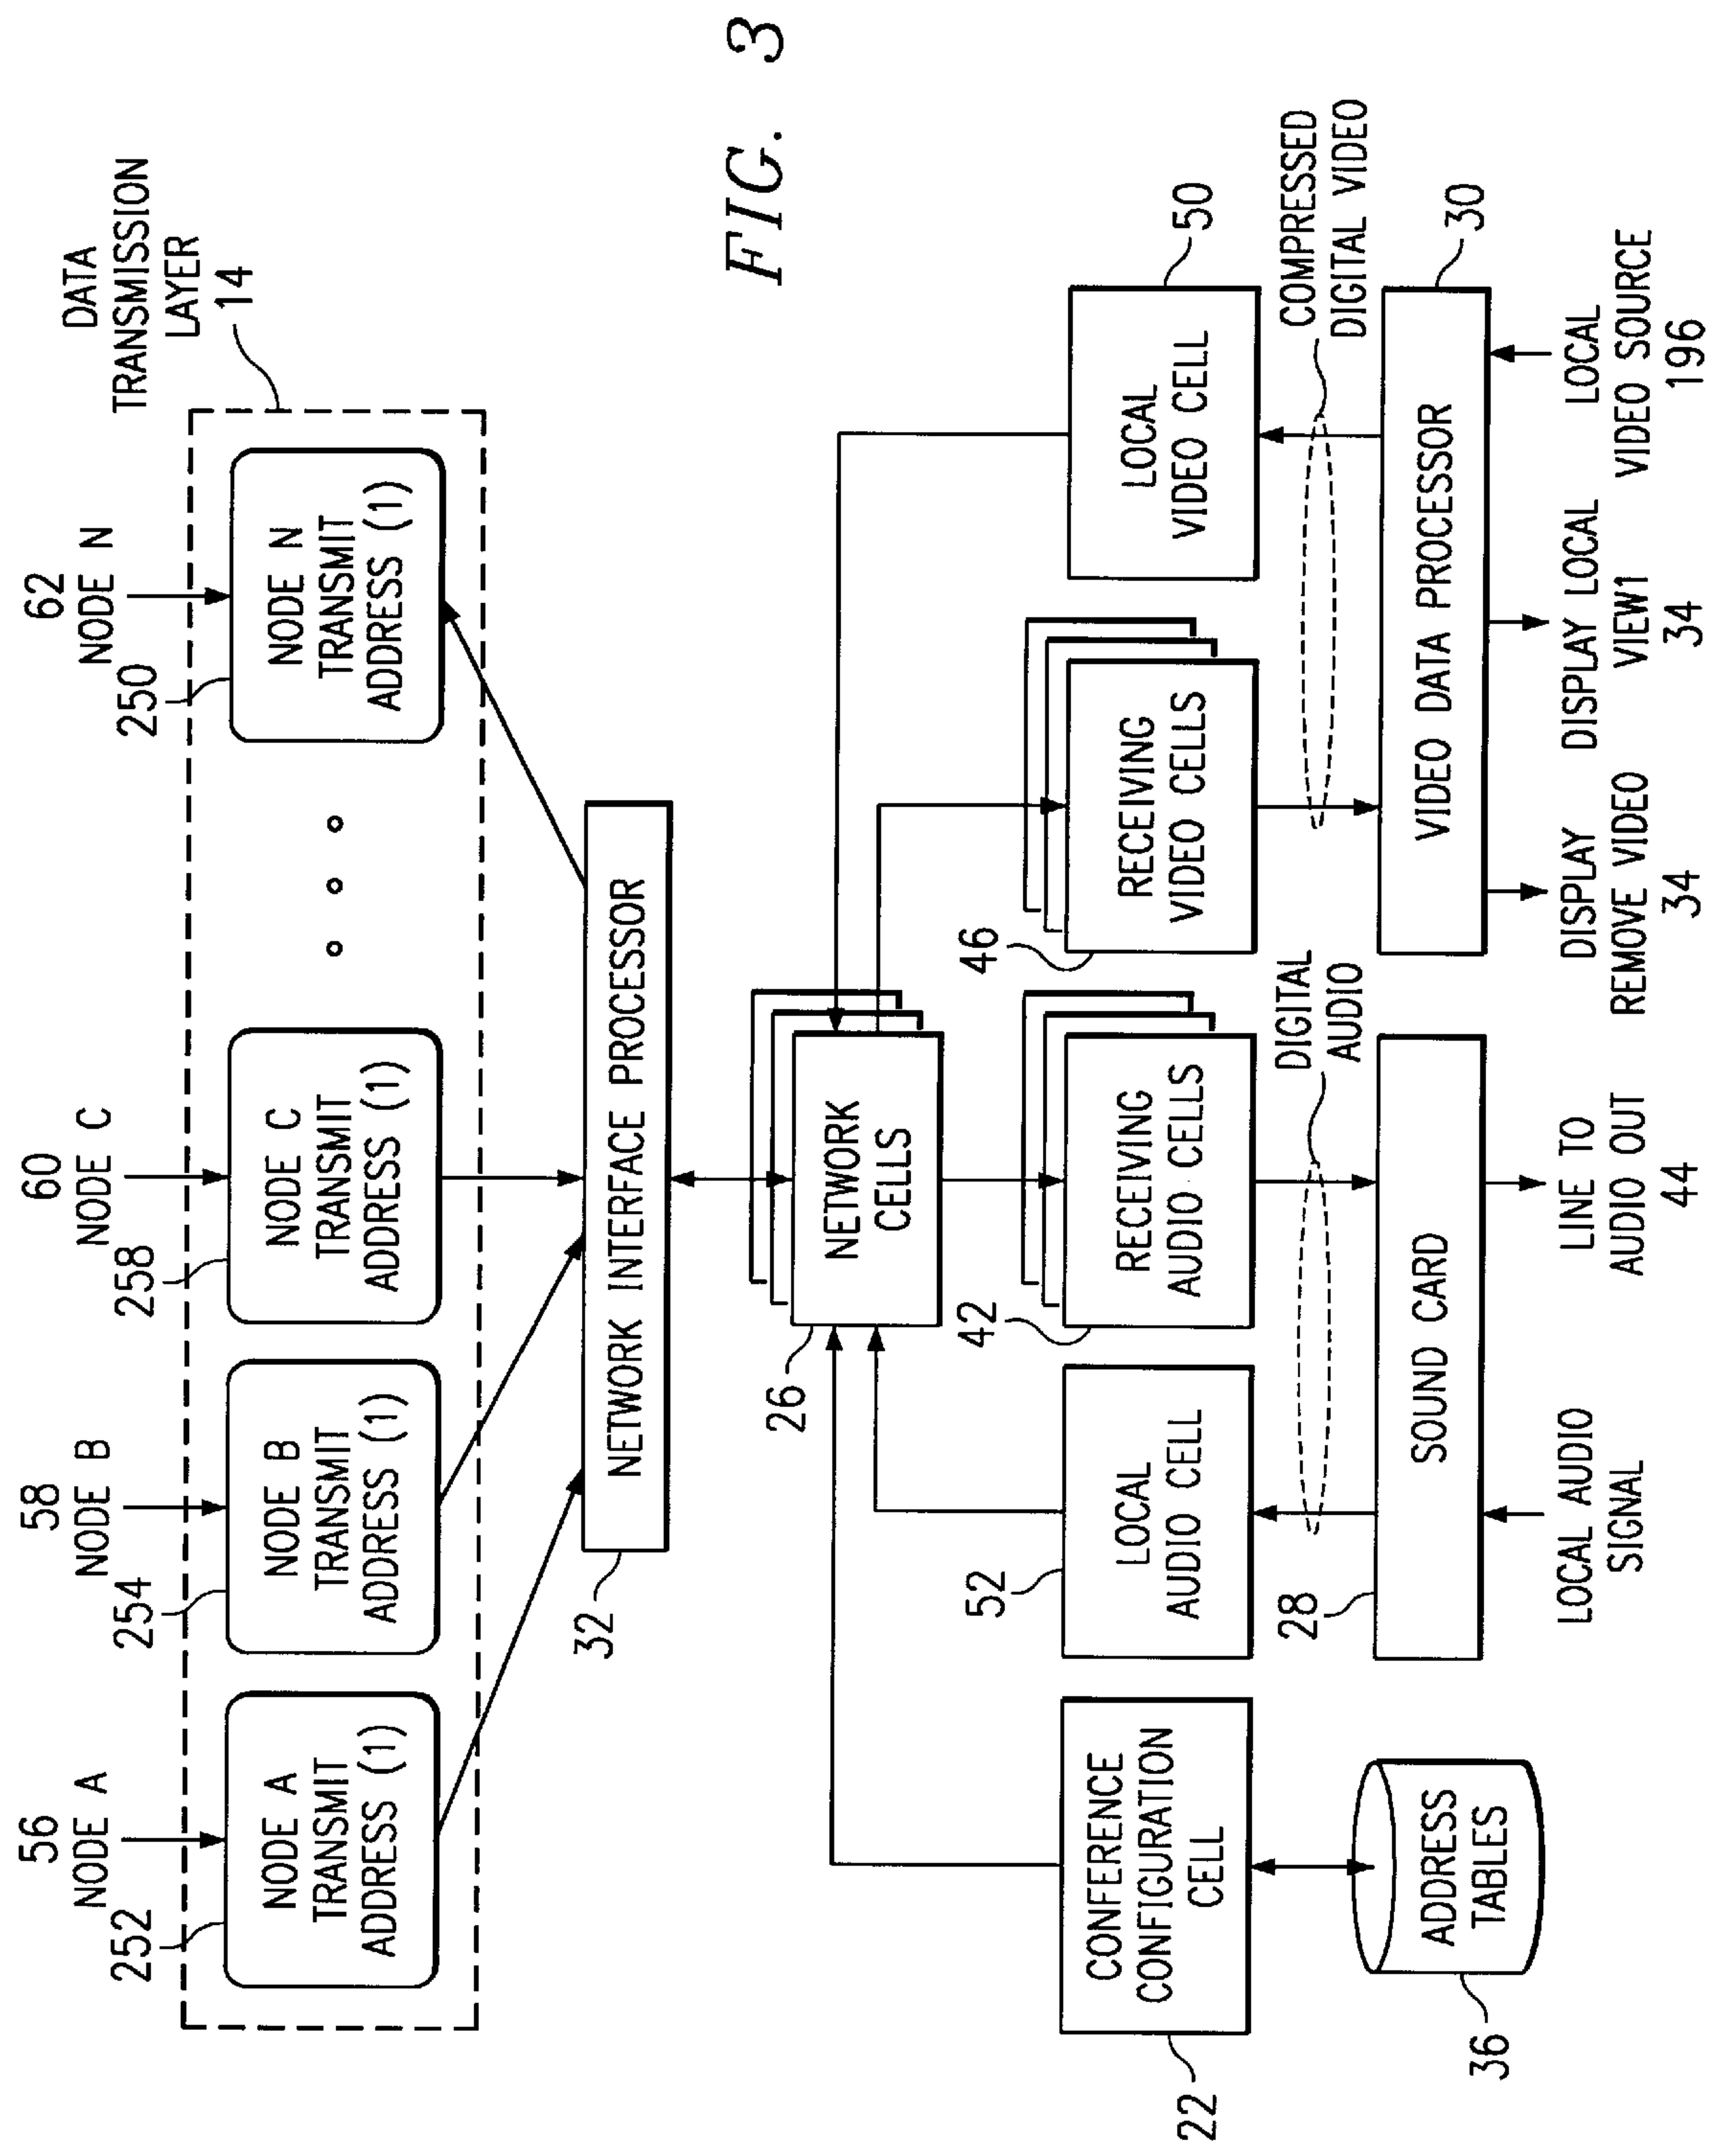 DATA
TRANSMISSION
LAYER
14
56
NODE A
58
NODE B
60
NODE C
62
NODE N
252
254
258
250
NODE A
TRANSMIT
ADDRESS (1)
NODE B
TRANSMIT
ADDRESS (1)
NODE C
TRANSMIT
ADDRESS (1)
NODE N
TRANSMIT
ADDRESS (1)
32
NETWORK INTERFACE PROCESSOR
FIG. 3
26
NETWORK
CELLS
22
CONFERENCE
CONFIGURATION
CELL
52
LOCAL
AUDIO CELL
42
RECEIVING
AUDIO CELLS
46
RECEIVING
VIDEO CELLS
LOCAL
VIDEO CELL
50
DIGITAL
AUDIO
COMPRESSED
DIGITAL VIDEO
36
ADDRESS
TABLES
28
SOUND CARD
VIDEO DATA PROCESSOR
30
LOCAL AUDIO
SIGNAL
LINE TO
AUDIO OUT
44
DISPLAY
REMOVE VIDEO
34
DISPLAY LOCAL
VIEW1
34
LOCAL
VIDEO SOURCE
196